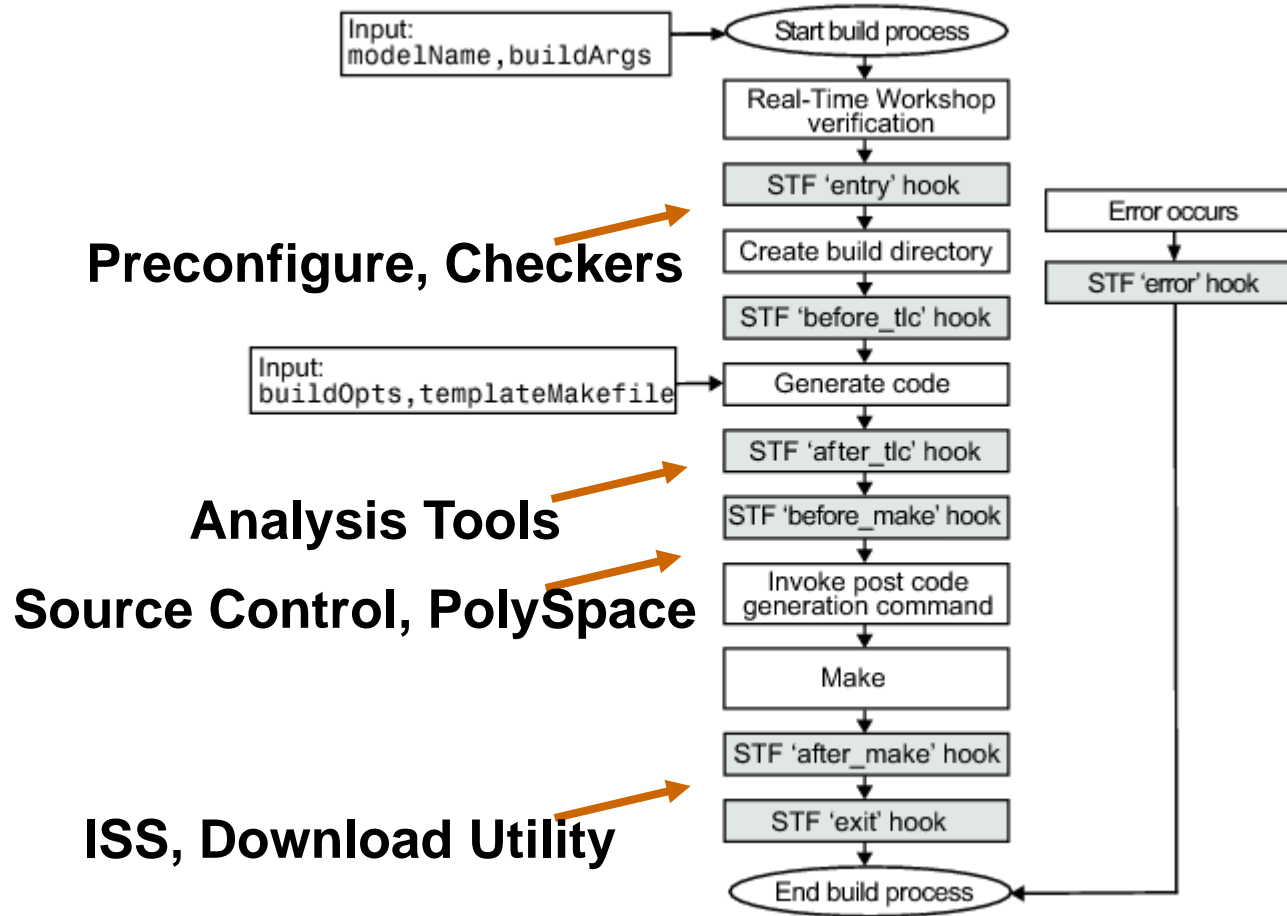 Input:
modelName,buildArgs
Start build process
Real-Time Workshop
verification
STF ‘entry’ hook
Error occurs
Preconfigure, Checkers
Create build directory
STF ‘error’ hook
STF ‘before_tlc’ hook
Input:
buildOpts,templateMakefile
Generate code
STF ‘after_tlc’ hook
Analysis Tools
STF ‘before_make’ hook
Source Control, PolySpace
Invoke post code
generation command
Make
STF ‘after_make’ hook
ISS, Download Utility
STF ‘exit’ hook
End build process